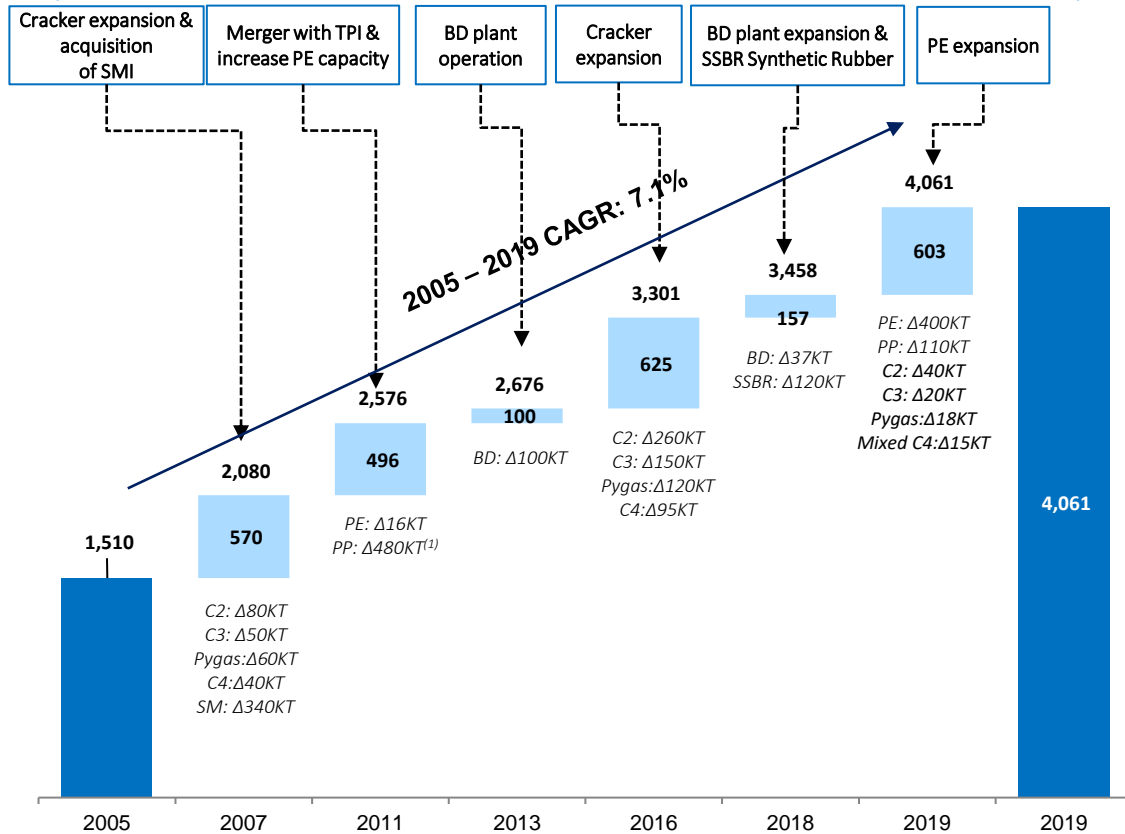 Cracker expansion &
acquisition
of SMI
Merger with TPI &
increase PE capacity
BD plant
operation
Cracker
expansion
BD plant expansion &
SSBR Synthetic Rubber
PE expansion
2005 – 2019 CAGR: 7.1%
1,510
2,080
570
C2: Δ80KT
C3: Δ50KT
Pygas:Δ60KT
C4:Δ40KT
SM: Δ340KT
2,576
496
PE: Δ16KT
PP: Δ480KT(1)
2,676
100
BD: Δ100KT
3,301
625
C2: Δ260KT
C3: Δ150KT
Pygas:Δ120KT
C4:Δ95KT
3,458
157
BD: Δ37KT
SSBR: Δ120KT
4,061
603
PE: Δ400KT
PP: Δ110KT
C2: Δ40KT
C3: Δ20KT
Pygas:Δ18KT
Mixed C4:Δ15KT
4,061
2005
2007
2011
2013
2016
2018
2019
2019